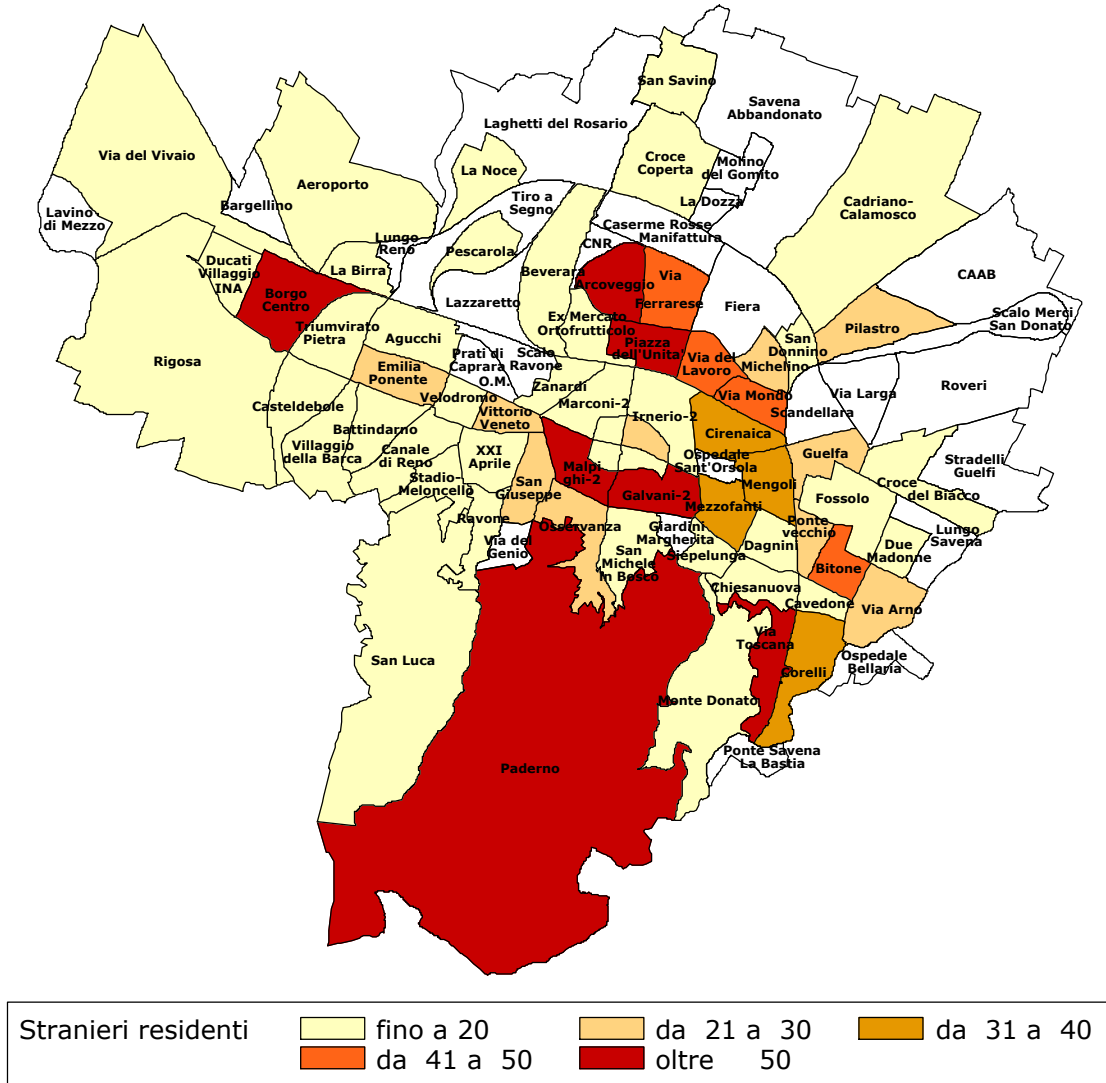 San Savino
Savena
Abbandonato
Laghetti del Rosario
Via del Vivaio
Croce
Coperta
Molino
del Gomito
La Noce
Aeroporto
Tiro a
Segno
La Dozza
Cadriano-
Calamosco
Bargellino
Lavino
di Mezzo
Caserme Rosse
Manifattura
Lungo
Reno
Pescarola
CNR
Ducati
Villaggio
INA
La Birra
Beverara
Via
Ferrarese
CAAB
Borgo
Centro
Lazzaretto
Arcoveggio
Fiera
Scalo Merci
San Donato
Triumvirato
Pietra
Agucchi
Ex Mercato
Ortofrutticolo
Pilastro
San
Donnino
Rigosa
Prati di
Caprara
O.M.
Scalo
Ravone
Piazza
dell'Unita'
Via del
Lavoro
Michelino
Emilia
Ponente
Roveri
Zanardi
Via Mondo
Via Larga
Velodromo
Casteldebole
Marconi-2
Scandellara
Vittorio
Veneto
Irnerio-2
Battindarno
Cirenaica
Villaggio
della Barca
Canale
di Reno
XXI
Aprile
Malpi
ghi-2
Ospedale
Sant'Orsola
Guelfa
Stradelli
Guelfi
Stadio-
Meloncello
San
Giuseppe
Galvani-2
Mengoli
Croce
del Biacco
Fossolo
Mezzofanti
Ravone
Osservanza
Giardini
Margherita
Ponte
vecchio
Lungo
Savena
Via del
Genio
San
Michele
in Bosco
Siepelunga
Dagnini
Due
Madonne
Bitone
Chiesanuova
Cavedone
Via Arno
Via
Toscana
San Luca
Ospedale
Bellaria
Corelli
Monte Donato
Ponte Savena
La Bastia
Paderno
Stranieri residenti
fino a 20
da 21 a 30
da 31 a 40
da 41 a 50
oltre 50